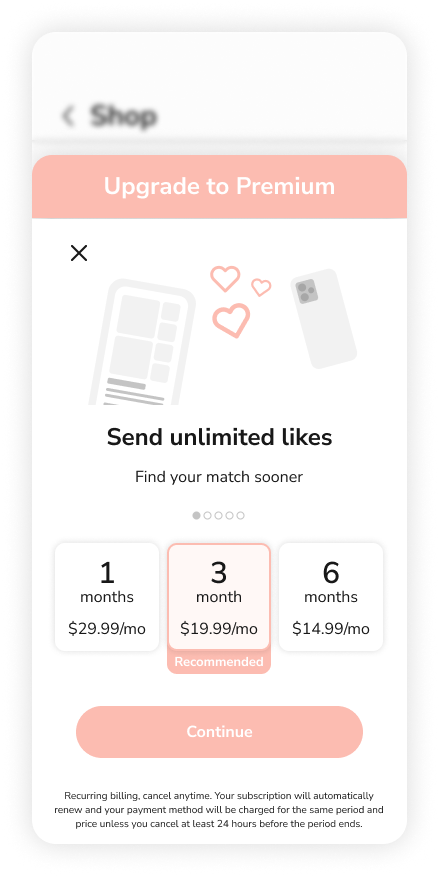 Shop
Upgrade to Premium
Send unlimited likes
Find your match sooner
1
months
$29.99/mo
3
month
$19.99/mo
Recommended
6
months
$14.99/mo
Continue
Recurring billing, cancel anytime. Your subscription will automatically
renew and your payment method will be charged for the same period and
price unless you cancel at least 24 hours before the period ends.